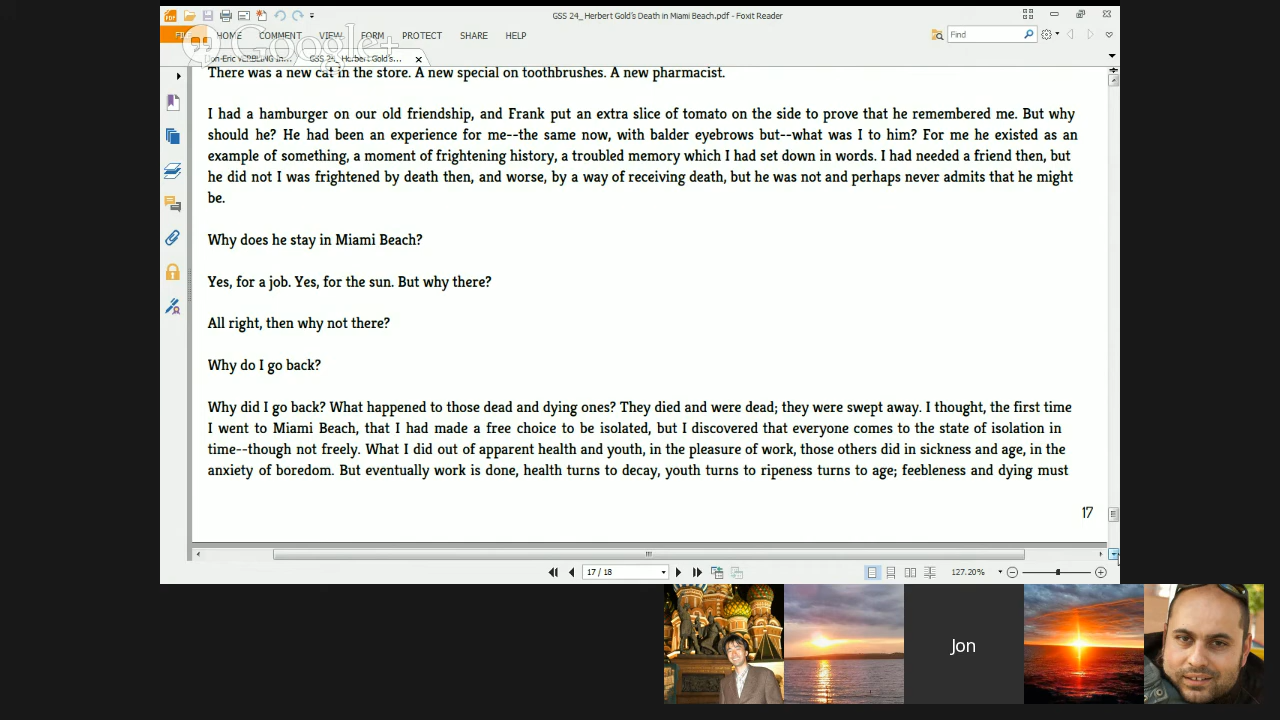 GSS 24_ Herbert Gold's Death in Miami Beach.pdf - Foxit Reader
HOME COMMENT VIEW FORM PROTECT SHARE HELP
Find
Google+
GSS 24_ Herbert Gold's...
There was a new cat in the store. A new special on toothbrushes. A new pharmacist.
I had a hamburger on our old friendship, and Frank put an extra slice of tomato on the side to prove that he remembered me. But why
should he? He had been an experience for me--the same now, with balder eyebrows but--what was I to him? For me he existed as an
example of something, a moment of frightening history, a troubled memory which I had set down in words. I had needed a friend then, but
he did not I was frightened by death then, and worse, by a way of receiving death, but he was not and perhaps never admits that he might
be.
Why does he stay in Miami Beach?
Yes, for a job. Yes, for the sun. But why there?
All right, then why not there?
Why do I go back?
Why did I go back? What happened to those dead and dying ones? They died and were dead; they were swept away. I thought, the first time
I went to Miami Beach, that I had made a free choice to be isolated, but I discovered that everyone comes to the state of isolation in
time--though not freely. What I did out of apparent health and youth, in the pleasure of work, those others did in sickness and age, in the
anxiety of boredom. But eventually work is done, health turns to decay, youth turns to ripeness turns to age; feebleness and dying must
17
17 / 18
127.20%
Jon